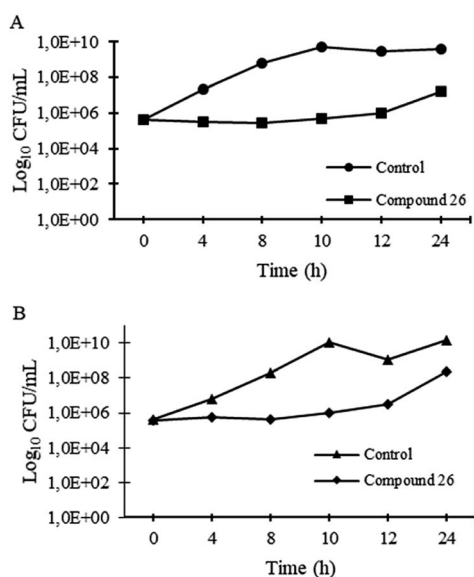 A
1,0E+10
1,0E+08
1,0E+06
1,0E+04
1,0E+02
1,0E+00
Log10 CFU/mL
Control
Compound 26
0 4 8 10 12 24
Time (h)
B
1,0E+10
1,0E+08
1,0E+06
1,0E+04
1,0E+02
1,0E+00
Log10 CFU/mL
Control
Compound 26
0 4 8 10 12 24
Time (h)